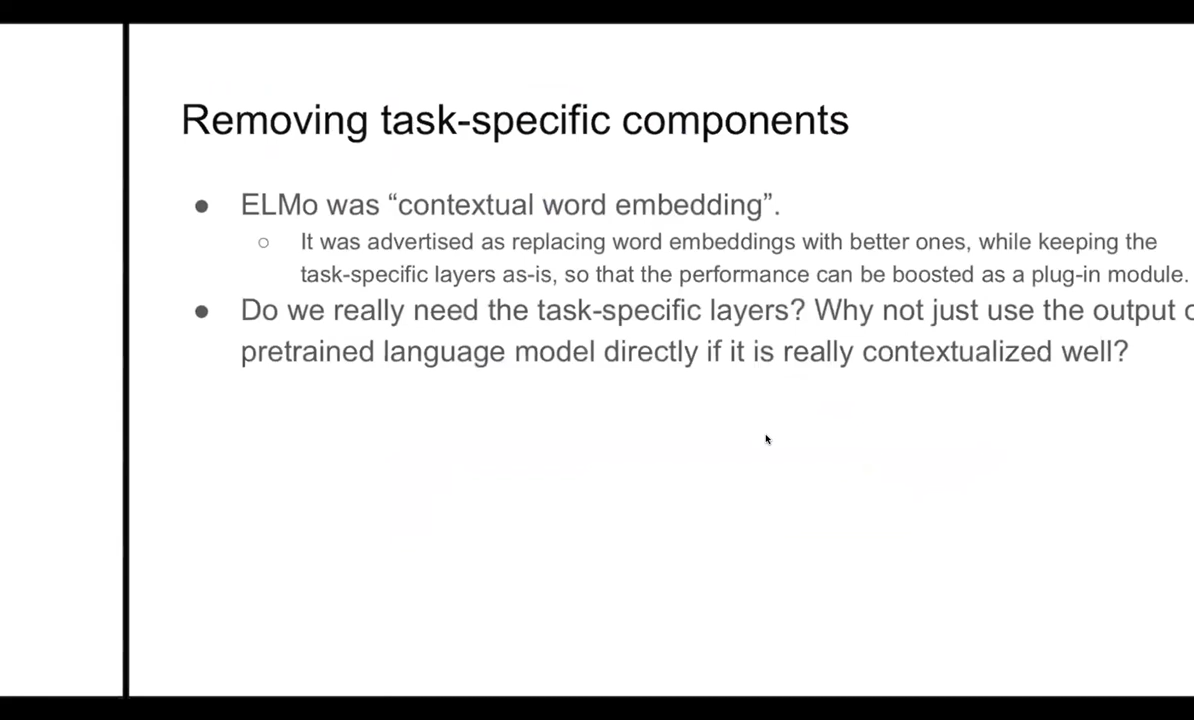 Removing task-specific components
● ELMo was “contextual word embedding”.
○ It was advertised as replacing word embeddings with better ones, while keeping the
task-specific layers as-is, so that the performance can be boosted as a plug-in module.
● Do we really need the task-specific layers? Why not just use the output
pretrained language model directly if it is really contextualized well?